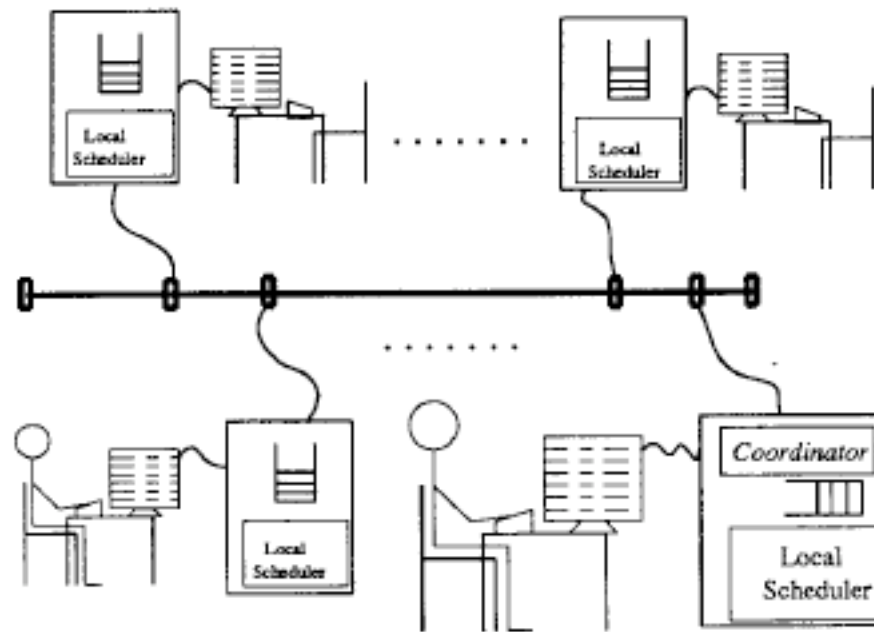 Local
Scheduler
Local
Scheduler
Local
Scheduler
Coordinator
Local
Scheduler